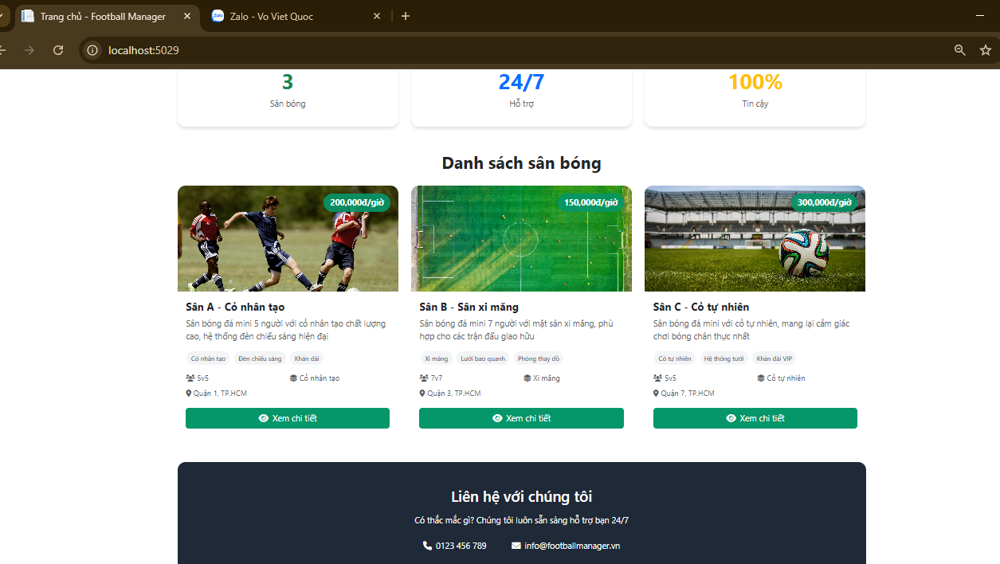 Trang chủ - Football Manager
Zalo - Vo Viet Quoc
localhost:5029
3
24/7
100%
Sân bóng
Hỗ trợ
Tin cậy
Danh sách sân bóng
200,000đ/giờ
150,000đ/giờ
300,000đ/giờ
Sân A - Cỏ nhân tạo
Sân bóng đá mini 5 người với cỏ nhân tạo chất lượng
cao, hệ thống đèn chiếu sáng hiện đại
Cỏ nhân tạo
Đèn chiếu sáng
Khán đài
5v5
Cỏ nhân tạo
Quận 1, TP.HCM
Xem chi tiết
Sân B - Sân xi măng
Sân bóng đá mini 7 người với mặt sân xi măng, phù
hợp cho các trận đấu giao hữu
Xi măng
Lưới bao quanh
Phòng thay đồ
7v7
Xi măng
Quận 3, TP.HCM
Xem chi tiết
Sân C - Cỏ tự nhiên
Sân bóng đá mini với cỏ tự nhiên, mang lại cảm giác
chơi bóng chân thực nhất
Cỏ tự nhiên
Hệ thống tưới
Khán đài VIP
5v5
Cỏ tự nhiên
Quận 7, TP.HCM
Xem chi tiết
Liên hệ với chúng tôi
Có thắc mắc gì? Chúng tôi luôn sẵn sàng hỗ trợ bạn 24/7
0123 456 789
info@footballmanager.vn